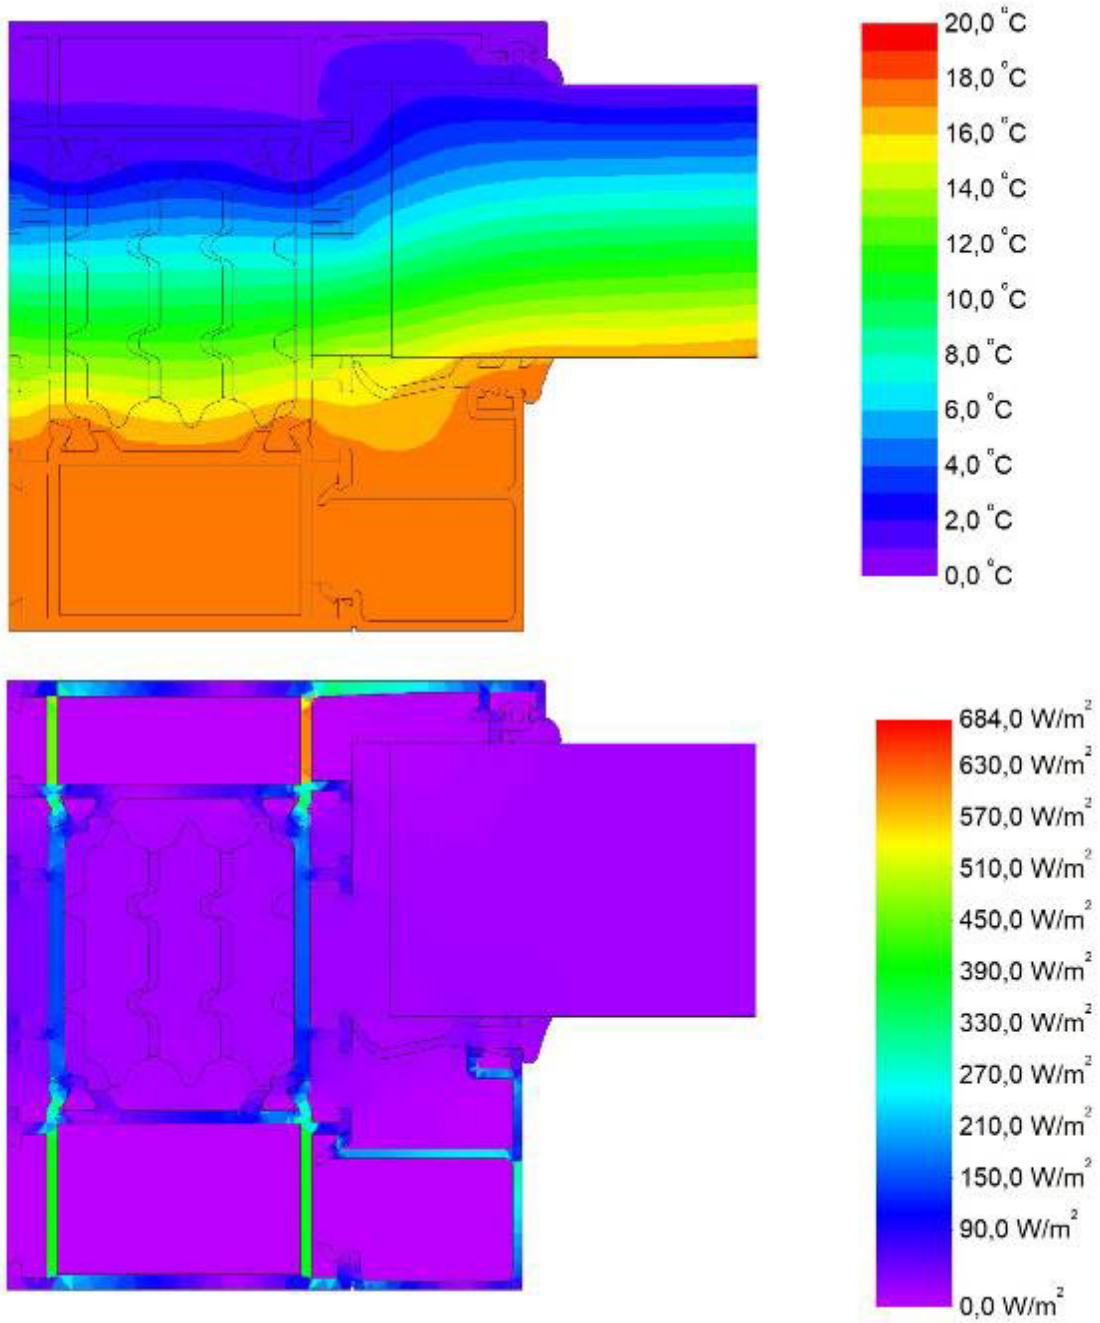 20,0 °C
18,0 °C
16,0 °C
14,0 °C
12,0 °C
10,0 °C
8,0 °C
6,0 °C
4,0 °C
2,0 °C
0,0 °C
684,0 W/m²
630,0 W/m²
570,0 W/m²
510,0 W/m²
450,0 W/m²
390,0 W/m²
330,0 W/m²
270,0 W/m²
210,0 W/m²
150,0 W/m²
90,0 W/m²
0,0 W/m²